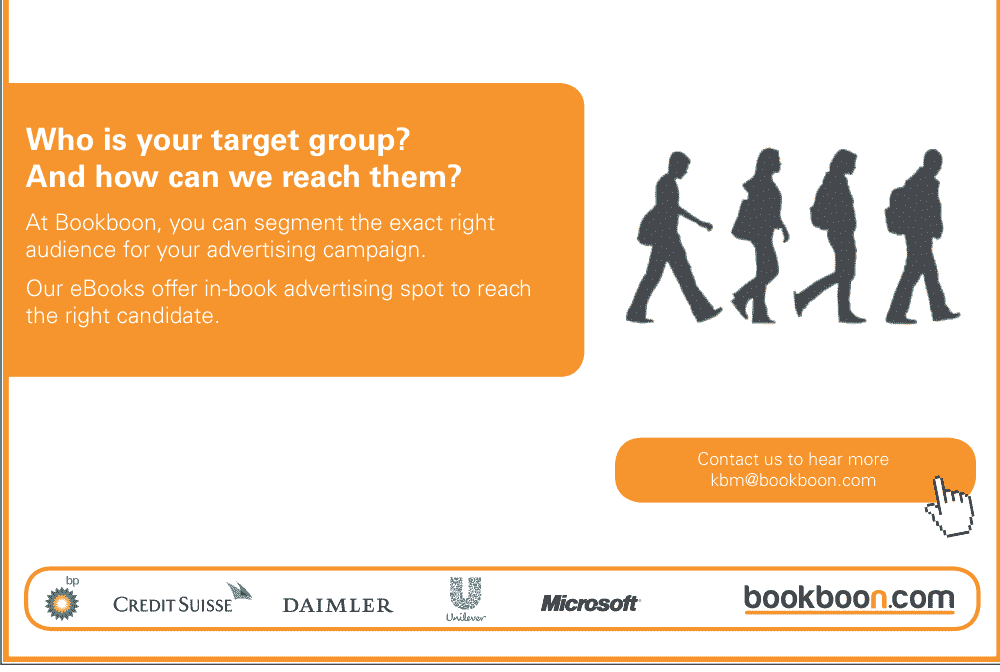 Who is your target group?
And how can we reach them?
At Bookboon, you can segment the exact right
audience for your advertising campaign.
Our eBooks offer in-book advertising spot to reach
the right candidate.
Contact us to hear more
kbm@bookboon.com
bp
CREDIT SUISSE
DAIMLER
Unilever
Microsoft
bookboon.com